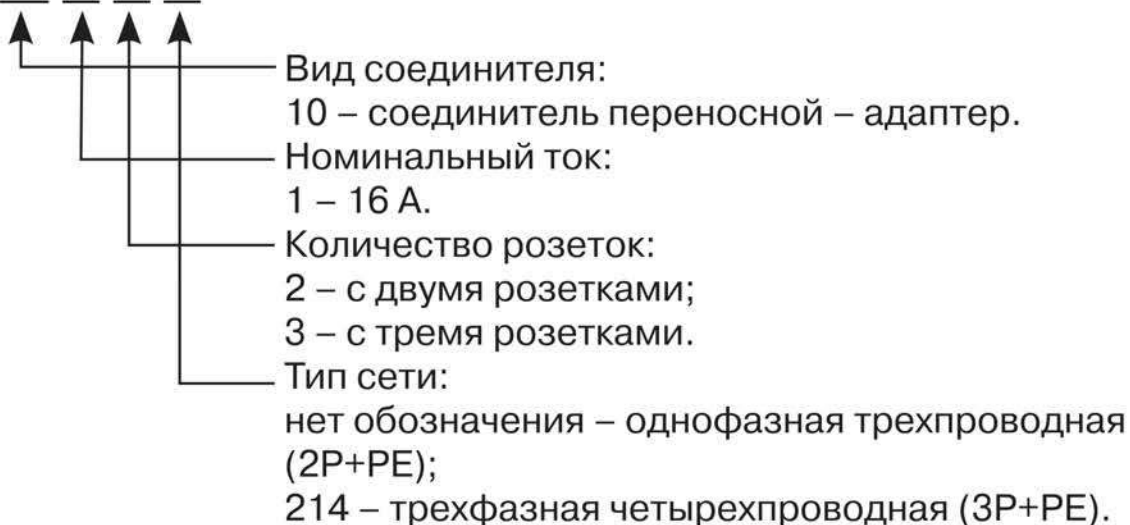 Вид соединителя:
10 – соединитель переносной – адаптер.
Номинальный ток:
1 – 16 А.
Количество розеток:
2 – с двумя розетками;
3 – с тремя розетками.
Тип сети:
нет обозначения – однофазная трехпроводная
(2P+PE);
214 – трехфазная четырехпроводная (3P+PE).